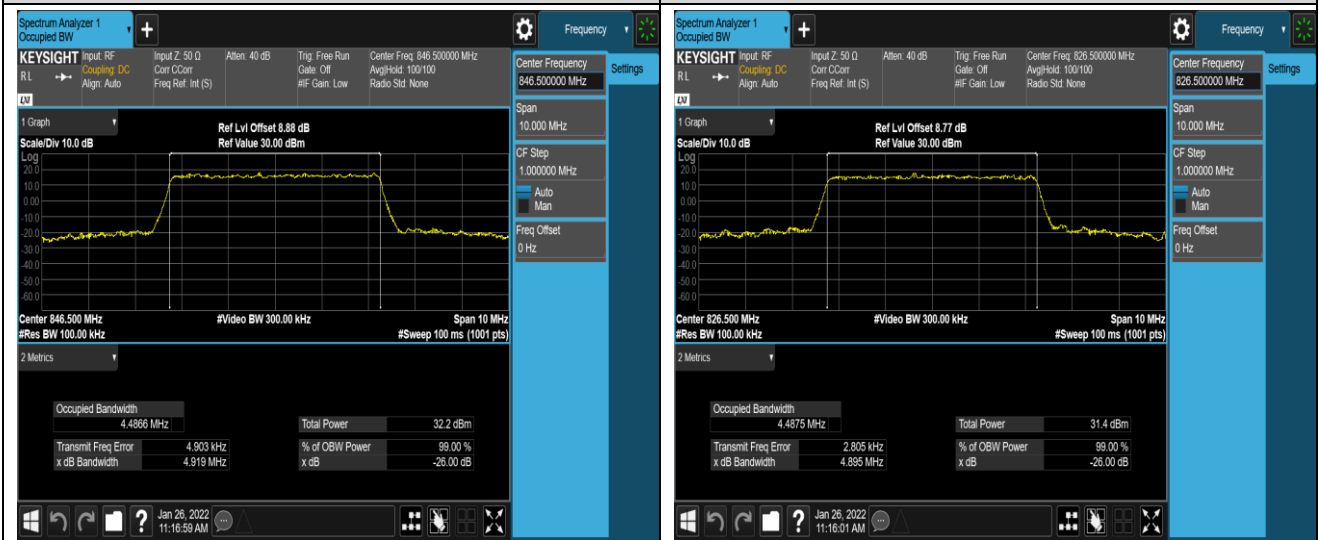 Spectrum Analyzer 1
Occupied BW
+
Frequency
KEYSIGHT
Input: RF
Coupling: DC
Align: Auto
Input Z: 50 Ω
Corr CCorr
Freq Ref: Int (S)
Atten: 40 dB
Trig: Free Run
Gate: Off
#IF Gain: Low
Center Freq: 846.500000 MHz
Avg|Hold: 100/100
Radio Std: None
RL
LXI
Center Frequency
846.500000 MHz
Settings
Span
10.000 MHz
CF Step
1.000000 MHz
Auto
Man
Freq Offset
0 Hz
1 Graph
Ref Lvl Offset 8.88 dB
Scale/Div 10.0 dB
Ref Value 30.00 dBm
Log
20.0
10.0
0.00
-10.0
-20.0
-30.0
-40.0
-50.0
-60.0
Center 846.500 MHz
#Video BW 300.00 kHz
Span 10 MHz
#Res BW 100.00 kHz
#Sweep 100 ms (1001 pts)
2 Metrics
Occupied Bandwidth
4.4866 MHz
Total Power 32.2 dBm
Transmit Freq Error 4.903 kHz
% of OBW Power 99.00 %
x dB Bandwidth 4.919 MHz
x dB -26.00 dB
?
Jan 26, 2022
11:16:59 AM
Spectrum Analyzer 1
Occupied BW
+
Frequency
KEYSIGHT
Input: RF
Coupling: DC
Align: Auto
Input Z: 50 Ω
Corr CCorr
Freq Ref: Int (S)
Atten: 40 dB
Trig: Free Run
Gate: Off
#IF Gain: Low
Center Freq: 826.500000 MHz
Avg|Hold: 100/100
Radio Std: None
RL
LXI
Center Frequency
826.500000 MHz
Settings
Span
10.000 MHz
CF Step
1.000000 MHz
Auto
Man
Freq Offset
0 Hz
1 Graph
Ref Lvl Offset 8.77 dB
Scale/Div 10.0 dB
Ref Value 30.00 dBm
Log
20.0
10.0
0.00
-10.0
-20.0
-30.0
-40.0
-50.0
-60.0
Center 826.500 MHz
#Video BW 300.00 kHz
Span 10 MHz
#Res BW 100.00 kHz
#Sweep 100 ms (1001 pts)
2 Metrics
Occupied Bandwidth
4.4875 MHz
Total Power 31.4 dBm
Transmit Freq Error 2.805 kHz
% of OBW Power 99.00 %
x dB Bandwidth 4.895 MHz
x dB -26.00 dB
?
Jan 26, 2022
11:16:01 AM